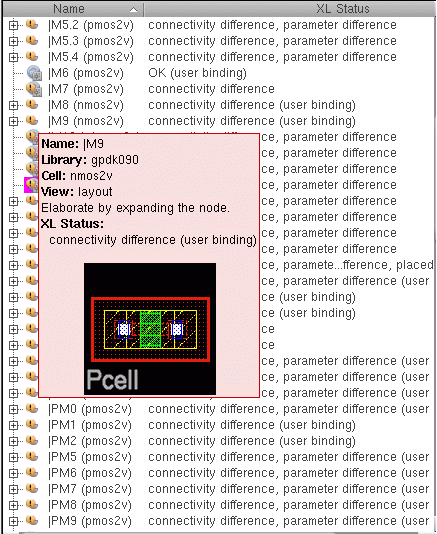 Name
XL Status
|M5.2 (pmos2v) connectivity difference, parameter difference
|M5.3 (pmos2v) connectivity difference, parameter difference
|M5.4 (pmos2v) connectivity difference, parameter difference
|M6 (pmos2v) OK (user binding)
|M7 (pmos2v) connectivity difference
|M8 (nmos2v) connectivity difference (user binding)
|M9 (nmos2v) connectivity difference (user binding)
ce, parameter difference
ce, parameter difference
ce, parameter difference
ce, parameter difference
ce, parameter difference
ce, parameter difference
ce, parameter difference
ce, parameter difference
ce, paramete...fference, placed
ce, parameter difference (user
ce (user binding)
ce (user binding)
ce
ce
ce, parameter difference (user
ce, parameter difference (user
ce, parameter difference (user
Name: |M9
Library: gpdk090
Cell: nmos2v
View: layout
Elaborate by expanding the node.
XL Status:
connectivity difference (user binding)
Pcell
|PM0 (pmos2v) connectivity difference, parameter difference (user
|PM1 (pmos2v) connectivity difference (user binding)
|PM2 (pmos2v) connectivity difference (user binding)
|PM5 (pmos2v) connectivity difference, parameter difference (user
|PM6 (pmos2v) connectivity difference, parameter difference (user
|PM7 (pmos2v) connectivity difference, parameter difference (user
|PM8 (pmos2v) connectivity difference, parameter difference (user
|PM9 (pmos2v) connectivity difference, parameter difference (user